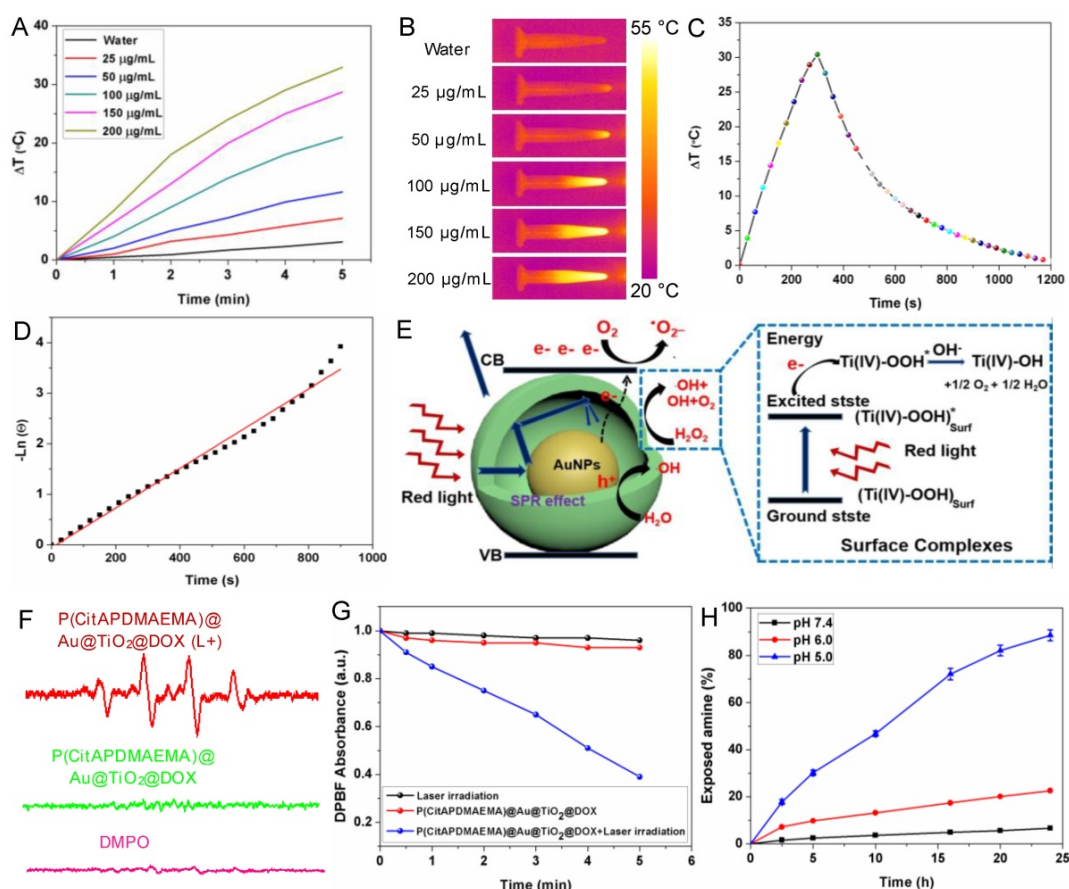 A
ΔT (°C)
40
30
20
10
0
Water
25 µg/mL
50 µg/mL
100 µg/mL
150 µg/mL
200 µg/mL
0 1 2 3 4 5
Time (min)
B
Water
25 µg/mL
50 µg/mL
100 µg/mL
150 µg/mL
200 µg/mL
55 °C
20 °C
C
ΔT (°C)
35
30
25
20
15
10
5
0
0 200 400 600 800 1000 1200
Time (s)
D
-Ln (Θ)
4
3
2
1
0
0 200 400 600 800 1000
Time (s)
E
CB
e- e- e-
O2
·O2–
e-
·OH+
OH+O2
H2O2
AuNPs
h+
·OH
SPR effect
H2O
Red light
VB
Energy
e-
Ti(IV)-OOH* OH- Ti(IV)-OH
+1/2 O2 + 1/2 H2O
Excited stste
(Ti(IV)-OOH)*Surf
Red light
(Ti(IV)-OOH)Surf
Ground stste
Surface Complexes
F
P(CitAPDMAEMA)@
Au@TiO2@DOX (L+)
P(CitAPDMAEMA)@
Au@TiO2@DOX
DMPO
G
DPBF Absorbance (a.u.)
1.0
0.8
0.6
0.4
Laser irradiation
P(CitAPDMAEMA)@Au@TiO2@DOX
P(CitAPDMAEMA)@Au@TiO2@DOX+Laser irradiation
0 1 2 3 4 5 6
Time (min)
H
Exposed amine (%)
100
80
60
40
20
0
pH 7.4
pH 6.0
pH 5.0
0 5 10 15 20 25
Time (h)